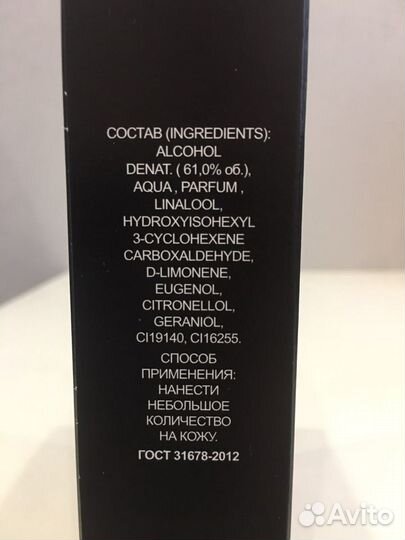 СОСТАВ (INGREDIENTS):
ALCOHOL
DENAT. ( 61,0% об.),
AQUA , PARFUM ,
LINALOOL,
HYDROXYISOHEXYL
3-CYCLOHEXENE
CARBOXALDEHYDE,
D-LIMONENE,
EUGENOL,
CITRONELLOL,
GERANIOL,
CI19140, CI16255.
СПОСОБ
ПРИМЕНЕНИЯ:
НАНЕСТИ
НЕБОЛЬШОЕ
КОЛИЧЕСТВО
НА КОЖУ.
ГОСТ 31678-2012
Avito